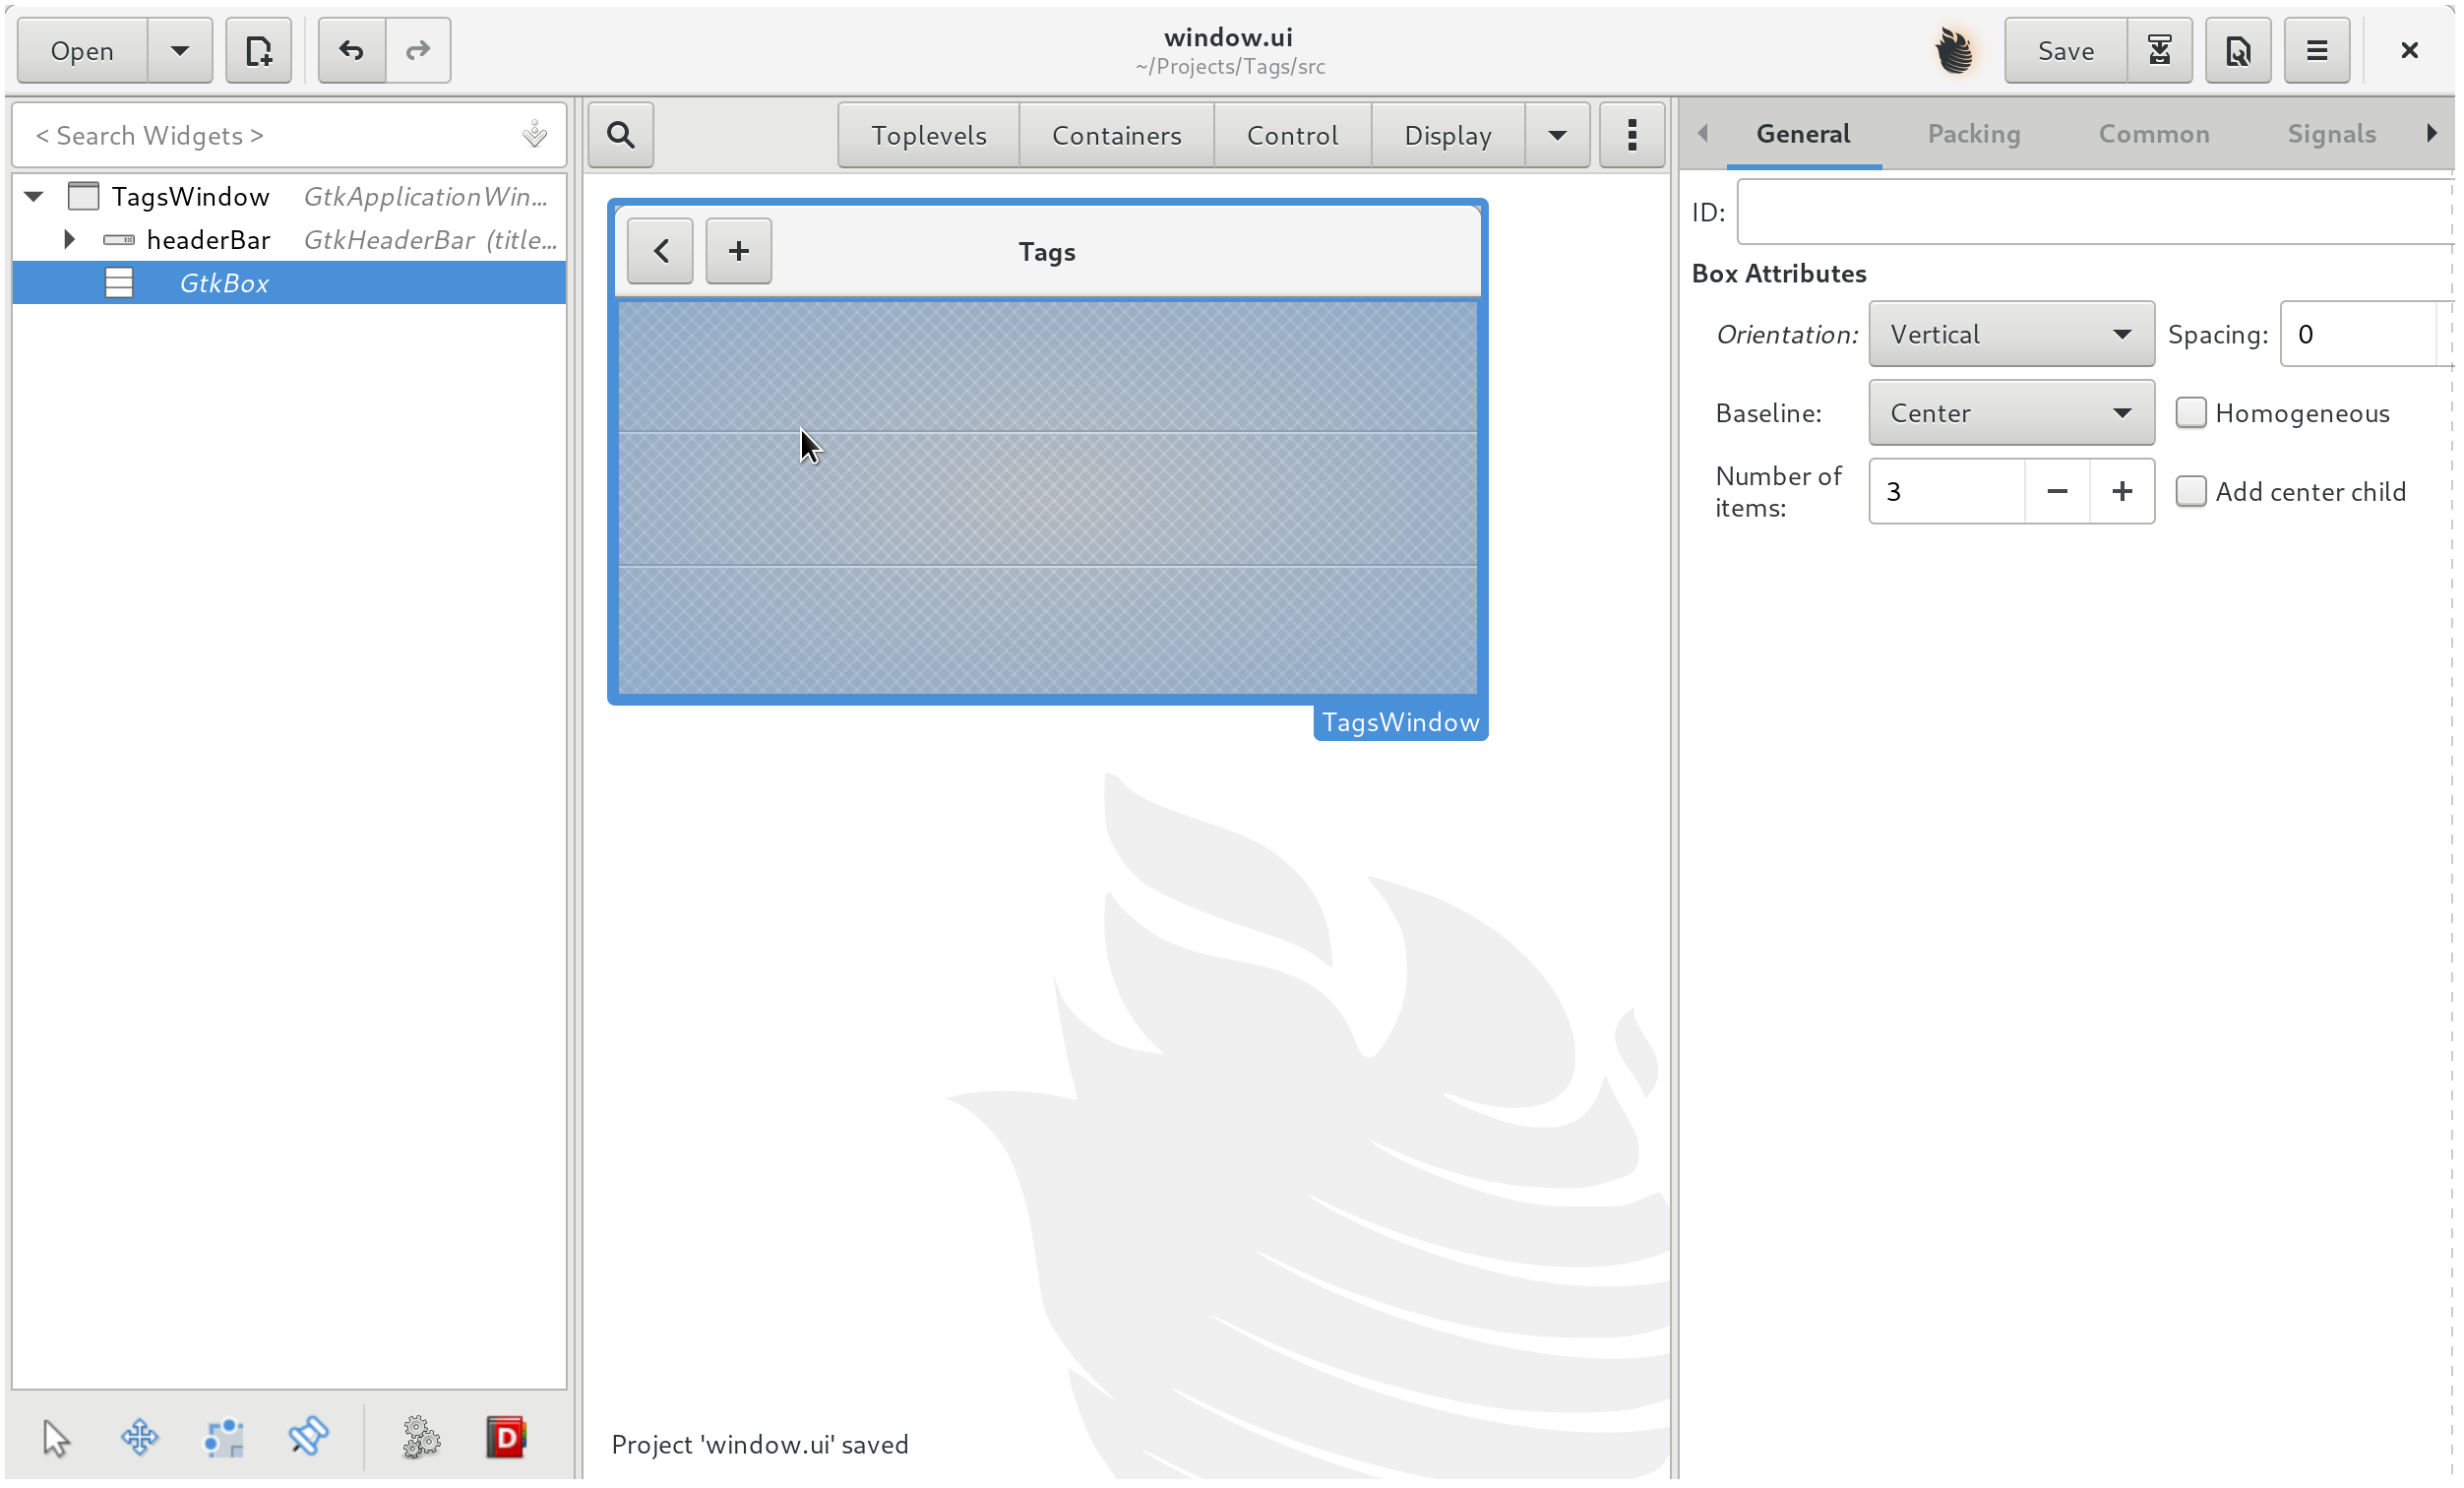 Open
window.ui
~/Projects/Tags/src
Save
< Search Widgets >
Toplevels Containers Control Display
General Packing Common Signals
TagsWindow GtkApplicationWin...
headerBar GtkHeaderBar (title...
GtkBox
Tags
TagsWindow
ID:
Box Attributes
Orientation: Vertical Spacing: 0
Baseline: Center Homogeneous
Number of items: 3 Add center child
Project 'window.ui' saved
D